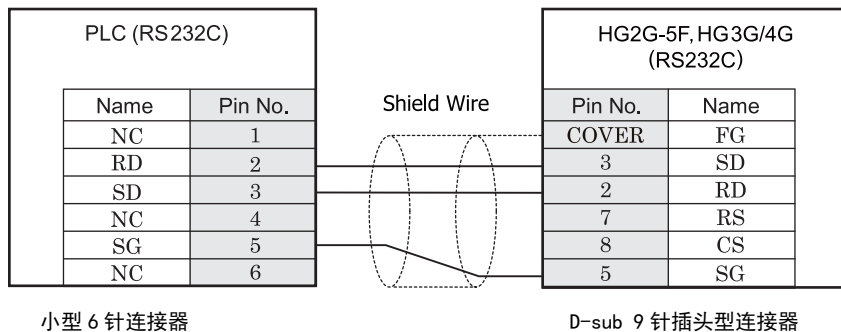 PLC (RS232C)
HG2G-5F, HG3G/4G
(RS232C)
Shield Wire
Name Pin No.
NC 1
RD 2
SD 3
NC 4
SG 5
NC 6
Pin No. Name
COVER FG
3 SD
2 RD
7 RS
8 CS
5 SG
小型 6 针连接器
D-sub 9 针插头型连接器